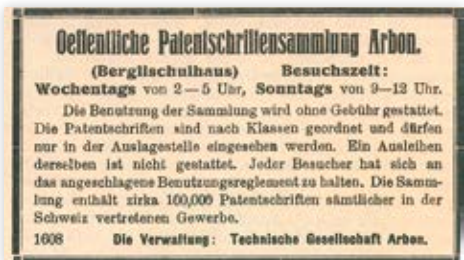 Oeffentliche Patentschriftensammlung Arbon.
(Berglischulhaus) Besuchszeit:
Wochentags von 2—5 Uhr, Sonntags von 9—12 Uhr.
Die Benutzung der Sammlung wird ohne Gebühr gestattet.
Die Patentschriften sind nach Klassen geordnet und dürfen
nur in der Auslagestelle eingesehen werden. Ein Ausleihen
derselben ist nicht gestattet. Jeder Besucher hat sich an
das angeschlagene Benutzungsreglement zu halten. Die Samm-
lung enthält zirka 100,000 Patentschriften sämtlicher in der
Schweiz vertretenen Gewerbe.
1608 Die Verwaltung: Technische Gesellschaft Arbon.